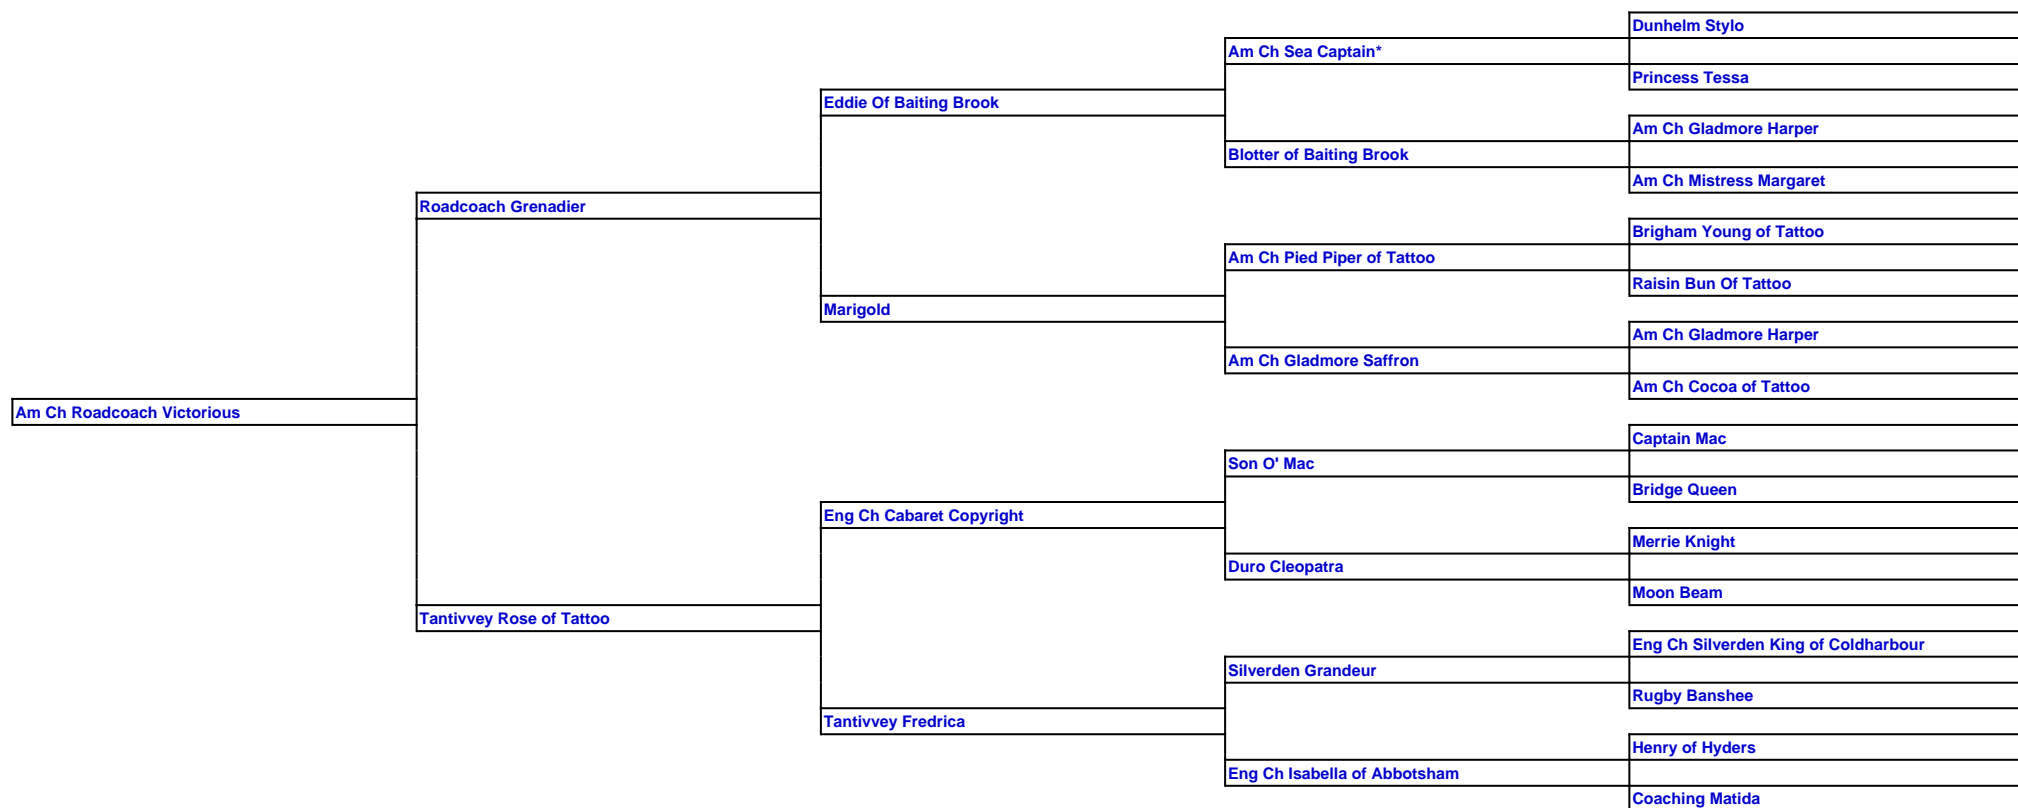 Dunhelm Stylo
Am Ch Sea Captain*
Princess Tessa
Eddie Of Baiting Brook
Am Ch Gladmore Harper
Blotter of Baiting Brook
Am Ch Mistress Margaret
Roadcoach Grenadier
Brigham Young of Tattoo
Am Ch Pied Piper of Tattoo
Raisin Bun Of Tattoo
Marigold
Am Ch Gladmore Harper
Am Ch Gladmore Saffron
Am Ch Cocoa of Tattoo
Am Ch Roadcoach Victorious
Captain Mac
Son O' Mac
Bridge Queen
Eng Ch Cabaret Copyright
Merrie Knight
Duro Cleopatra
Moon Beam
Tantivvey Rose of Tattoo
Eng Ch Silverden King of Coldharbour
Silverden Grandeur
Rugby Banshee
Tantivvey Fredrica
Henry of Hyders
Eng Ch Isabella of Abbotsham
Coaching Matida